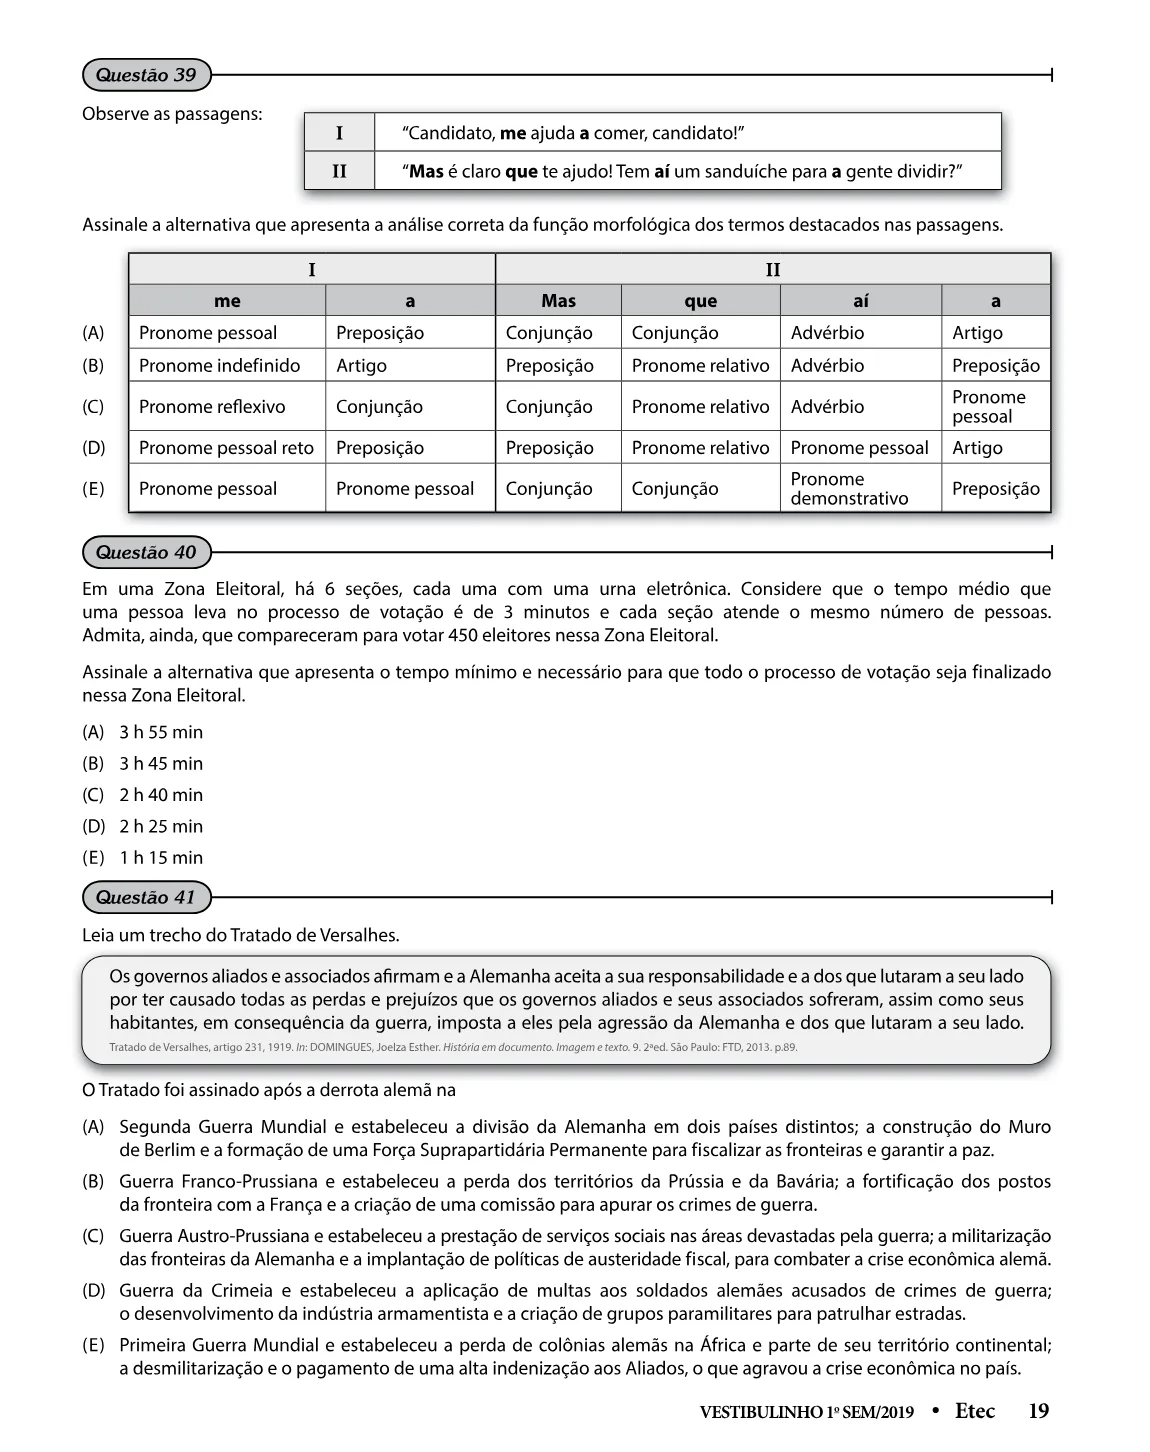 Questão 39
Observe as passagens:
I “Candidato, me ajuda a comer, candidato!”
II “Mas é claro que te ajudo! Tem aí um sanduíche para a gente dividir?”
Assinale a alternativa que apresenta a análise correta da função morfológica dos termos destacados nas passagens.
I II
me a Mas que aí a
(A) Pronome pessoal Preposição Conjunção Conjunção Advérbio Artigo
(B) Pronome indefinido Artigo Preposição Pronome relativo Advérbio Preposição
(C) Pronome reflexivo Conjunção Conjunção Pronome relativo Advérbio Pronome pessoal
(D) Pronome pessoal reto Preposição Preposição Pronome relativo Pronome pessoal Artigo
(E) Pronome pessoal Pronome pessoal Conjunção Conjunção Pronome demonstrativo Preposição
Questão 40
Em uma Zona Eleitoral, há 6 seções, cada uma com uma urna eletrônica. Considere que o tempo médio que
uma pessoa leva no processo de votação é de 3 minutos e cada seção atende o mesmo número de pessoas.
Admita, ainda, que compareceram para votar 450 eleitores nessa Zona Eleitoral.
Assinale a alternativa que apresenta o tempo mínimo e necessário para que todo o processo de votação seja finalizado
nessa Zona Eleitoral.
(A) 3 h 55 min
(B) 3 h 45 min
(C) 2 h 40 min
(D) 2 h 25 min
(E) 1 h 15 min
Questão 41
Leia um trecho do Tratado de Versalhes.
Os governos aliados e associados afirmam e a Alemanha aceita a sua responsabilidade e a dos que lutaram a seu lado
por ter causado todas as perdas e prejuízos que os governos aliados e seus associados sofreram, assim como seus
habitantes, em consequência da guerra, imposta a eles pela agressão da Alemanha e dos que lutaram a seu lado.
Tratado de Versalhes, artigo 231, 1919. In: DOMINGUES, Joelza Esther. História em documento. Imagem e texto. 9. 2ªed. São Paulo: FTD, 2013. p.89.
O Tratado foi assinado após a derrota alemã na
(A) Segunda Guerra Mundial e estabeleceu a divisão da Alemanha em dois países distintos; a construção do Muro
de Berlim e a formação de uma Força Suprapartidária Permanente para fiscalizar as fronteiras e garantir a paz.
(B) Guerra Franco-Prussiana e estabeleceu a perda dos territórios da Prússia e da Bavária; a fortificação dos postos
da fronteira com a França e a criação de uma comissão para apurar os crimes de guerra.
(C) Guerra Austro-Prussiana e estabeleceu a prestação de serviços sociais nas áreas devastadas pela guerra; a militarização
das fronteiras da Alemanha e a implantação de políticas de austeridade fiscal, para combater a crise econômica alemã.
(D) Guerra da Crimeia e estabeleceu a aplicação de multas aos soldados alemães acusados de crimes de guerra;
o desenvolvimento da indústria armamentista e a criação de grupos paramilitares para patrulhar estradas.
(E) Primeira Guerra Mundial e estabeleceu a perda de colônias alemãs na África e parte de seu território continental;
a desmilitarização e o pagamento de uma alta indenização aos Aliados, o que agravou a crise econômica no país.
VESTIBULINHO 1º SEM/2019 • Etec 19